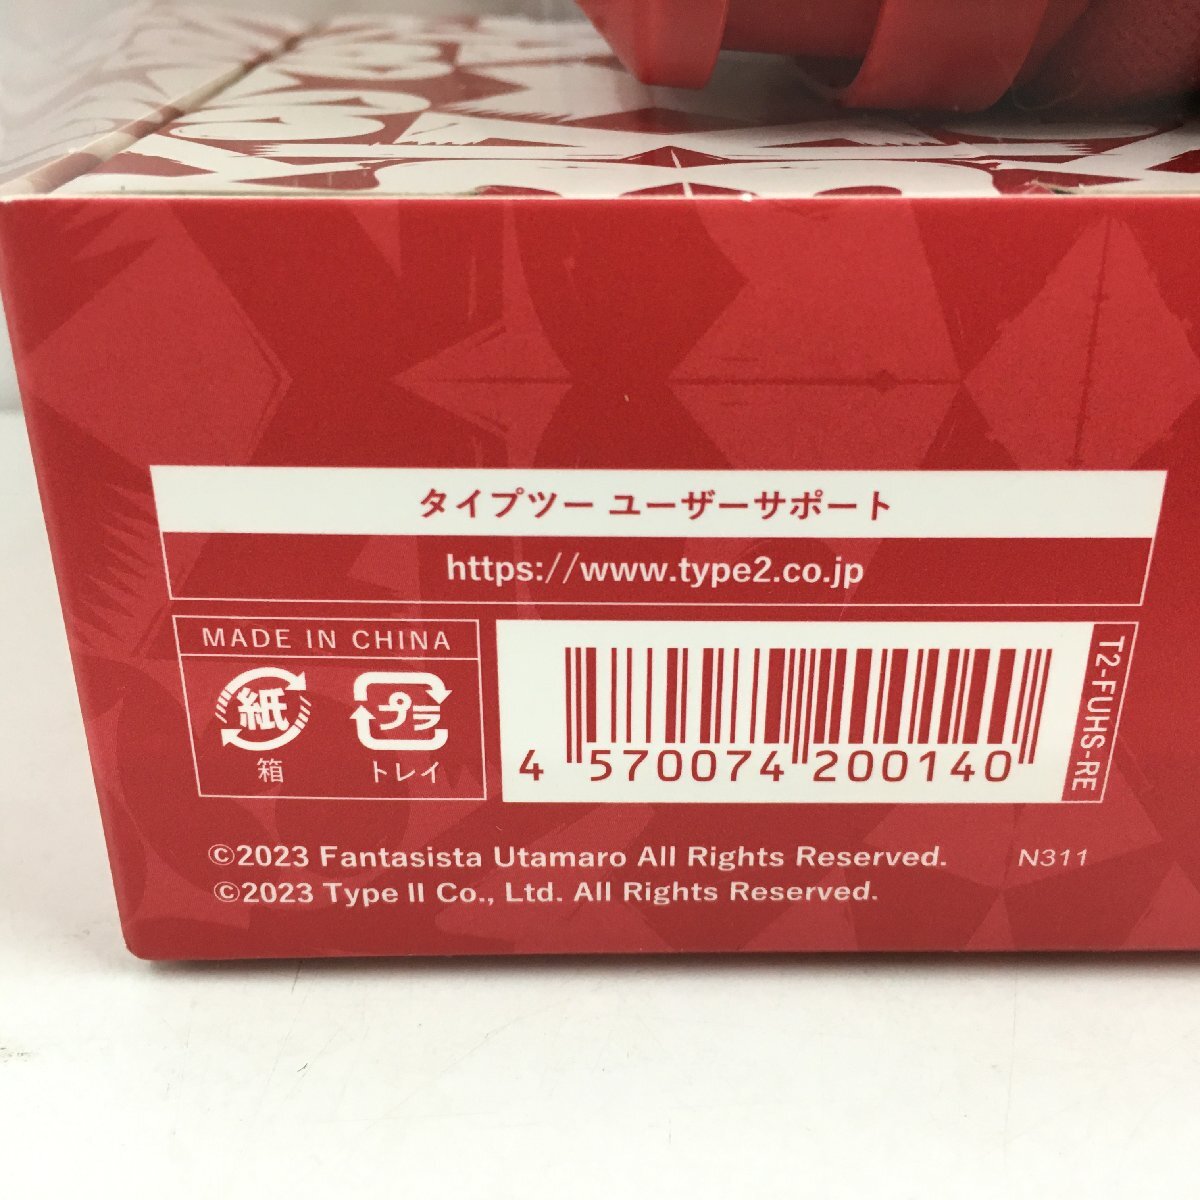 タイプツー ユーザーサポート
https://www.type2.co.jp
MADE IN CHINA
紙
プラ
箱
トレイ
4 570074 200140
T2-FUHS-RE
©2023 Fantasista Utamaro All Rights Reserved.
N311
©2023 Type II Co., Ltd. All Rights Reserved.